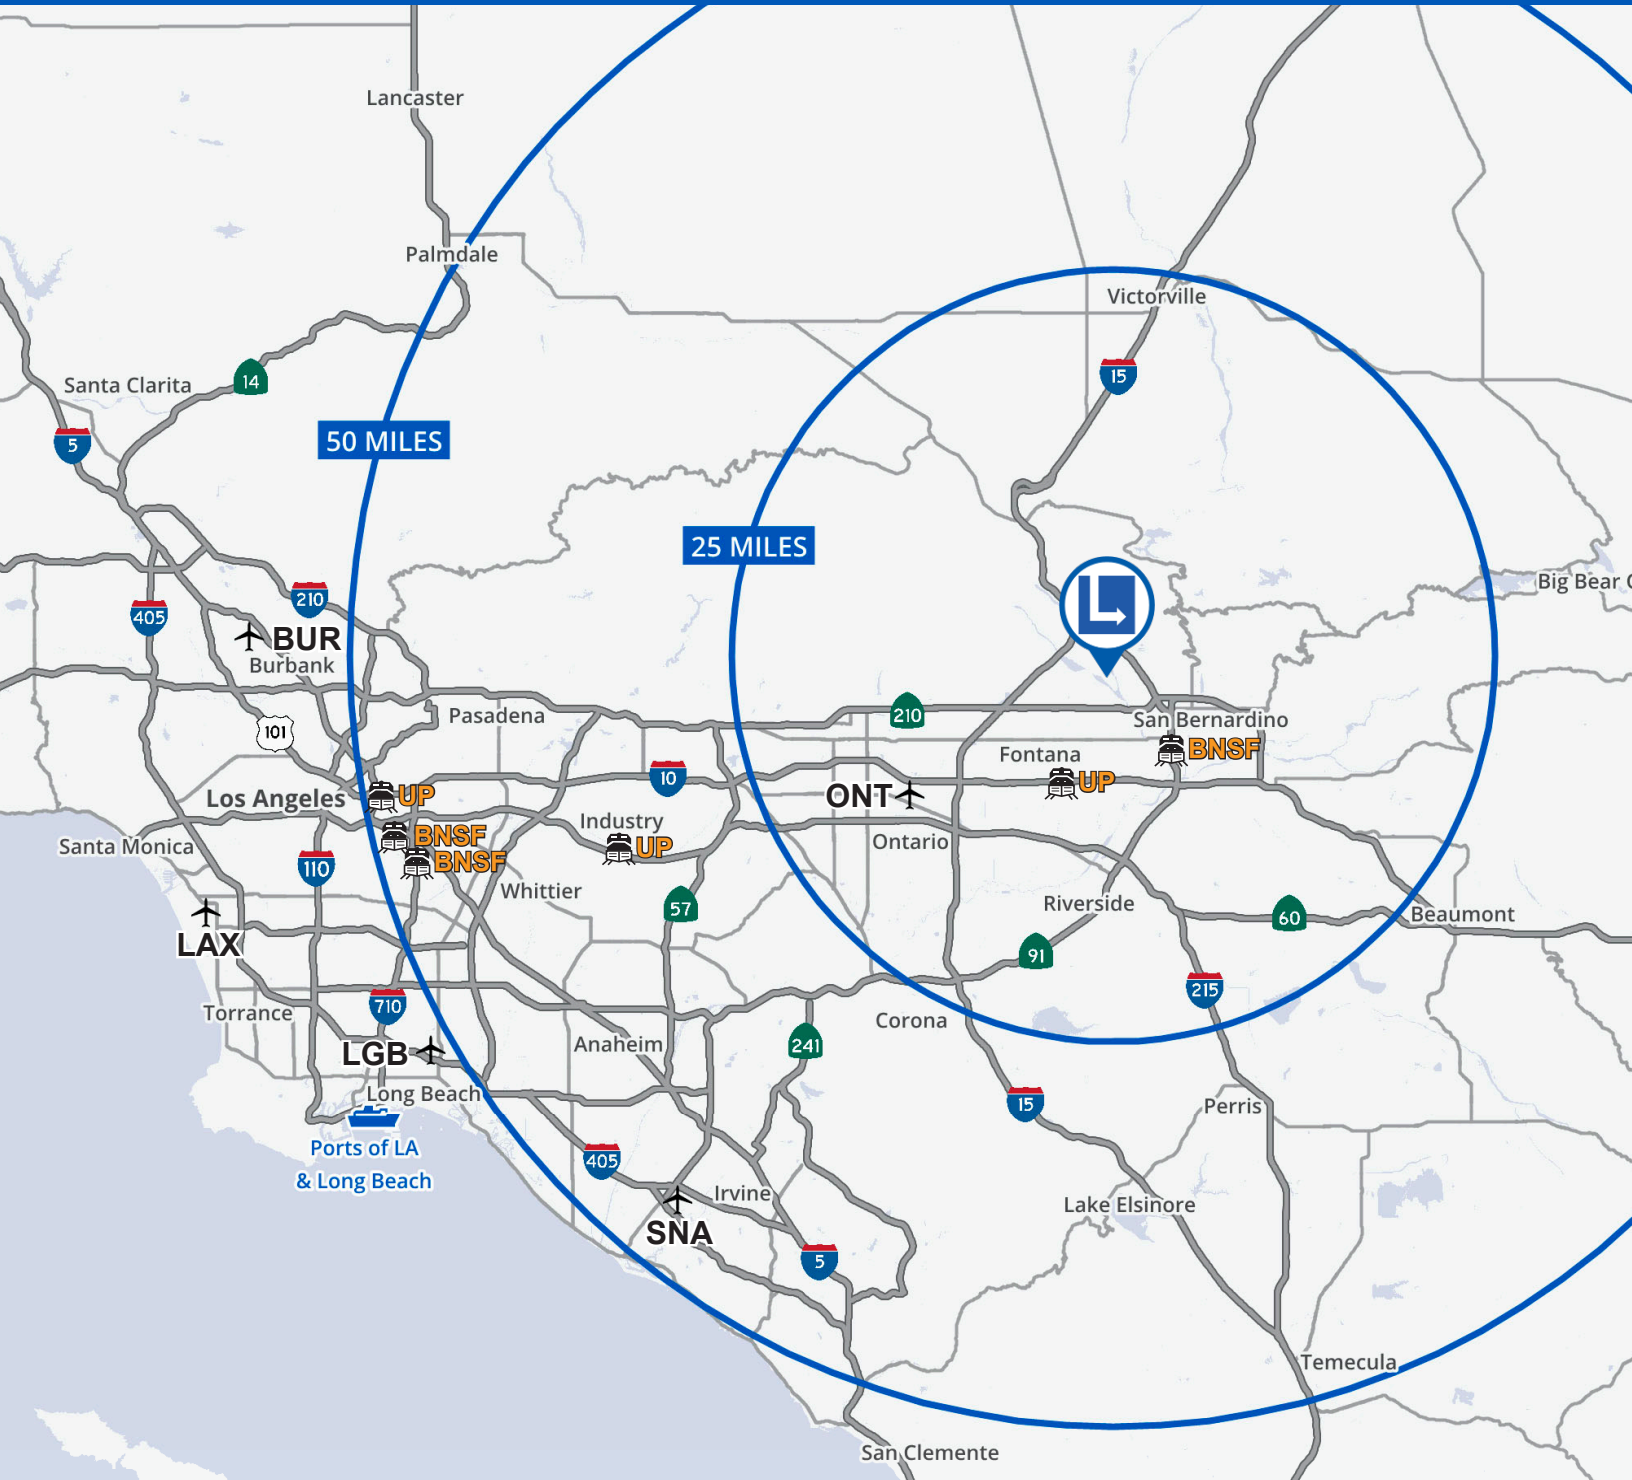 Lancaster
Palmdale
Victorville
14
15
Santa Clarita
5
50 MILES
25 MILES
Big Bear
L
210
405
BUR
Burbank
101
Pasadena
210
San Bernardino
BNSF
Fontana
10
UP
ONT
Los Angeles
UP
Industry
UP
BNSF
BNSF
Ontario
Santa Monica
110
Whittier
57
Riverside
60
Beaumont
LAX
91
215
710
Torrance
Corona
241
Anaheim
LGB
Long Beach
15
Perris
Ports of LA
& Long Beach
405
Irvine
Lake Elsinore
SNA
5
Temecula
San Clemente